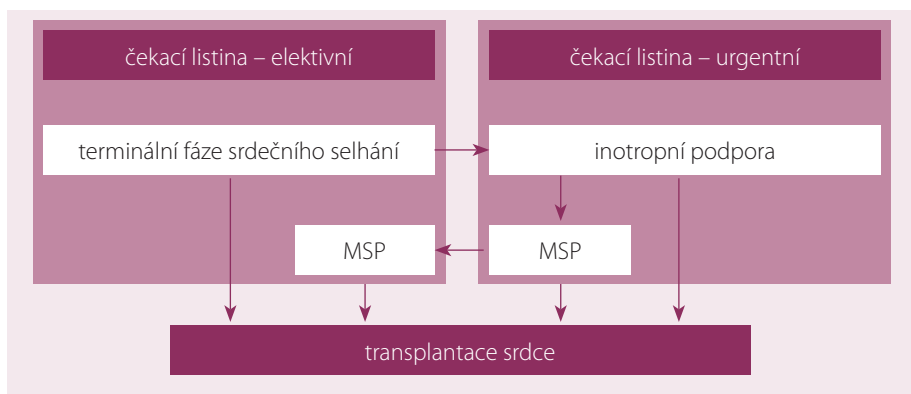 čekací listina – elektivní
čekací listina – urgentní
terminální fáze srdečního selhání
inotropní podpora
MSP
MSP
transplantace srdce